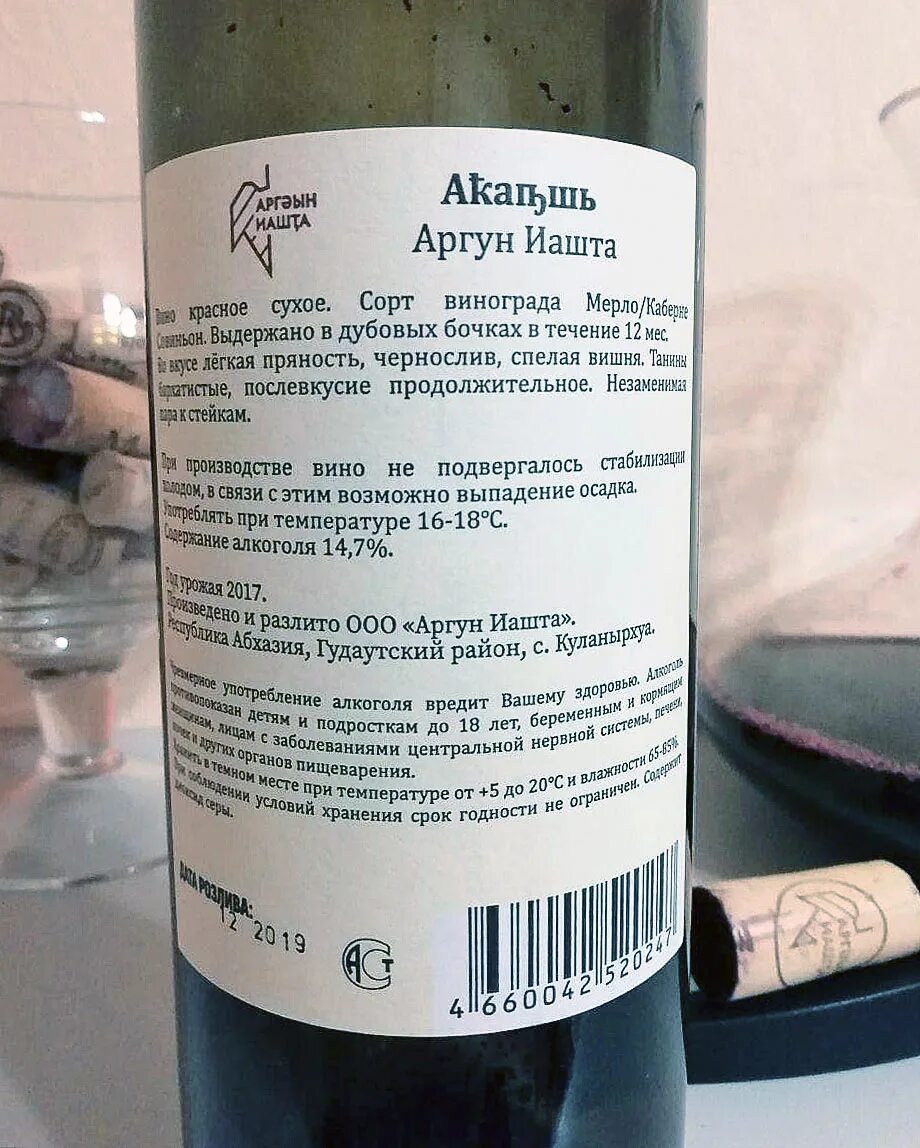 АРГӘЫН
ИАШҬА
Аҟаҧшь
Аргун Иашта
Вино красное сухое. Сорт винограда Мерло/Каберне
Совиньон. Выдержано в дубовых бочках в течение 12 мес.
Во вкусе лёгкая пряность, чернослив, спелая вишня. Танины
бархатистые, послевкусие продолжительное. Незаменимая
пара к стейкам.
При производстве вино не подвергалось стабилизации
холодом, в связи с этим возможно выпадение осадка.
Употреблять при температуре 16-18°С.
Содержание алкоголя 14,7%.
Год урожая 2017.
Произведено и разлито ООО «Аргун Иашта».
Республика Абхазия, Гудаутский район, с. Куланырхуа.
Чрезмерное употребление алкоголя вредит Вашему здоровью. Алкоголь
противопоказан детям и подросткам до 18 лет, беременным и кормящим
женщинам, лицам с заболеваниями центральной нервной системы, печени,
почек и других органов пищеварения.
Хранить в темном месте при температуре от +5 до 20°С и влажности 65-85%.
При соблюдении условий хранения срок годности не ограничен. Содержит
диоксид серы.
ДАТА РОЗЛИВА:
12 2019
АСТ
4 660042 520247
АРГӘЫН
ИАШҬА